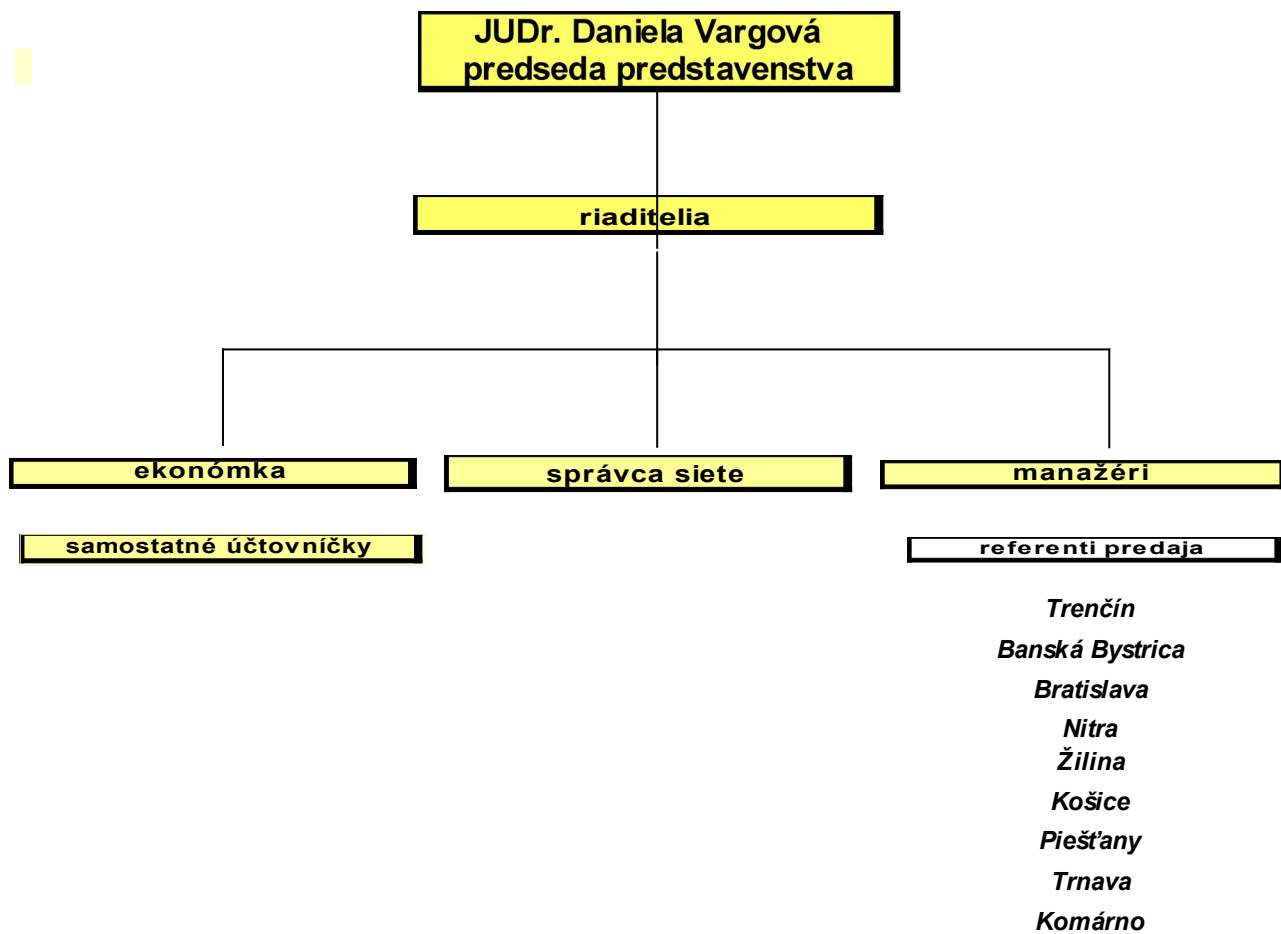 JUDr. Daniela Vargová
predseda predstavenstva
riaditelia
ekonómka
správca siete
manažéri
samostatné účtovníčky
referenti predaja
Trenčín
Banská Bystrica
Bratislava
Nitra
Žilina
Košice
Piešťany
Trnava
Komárno